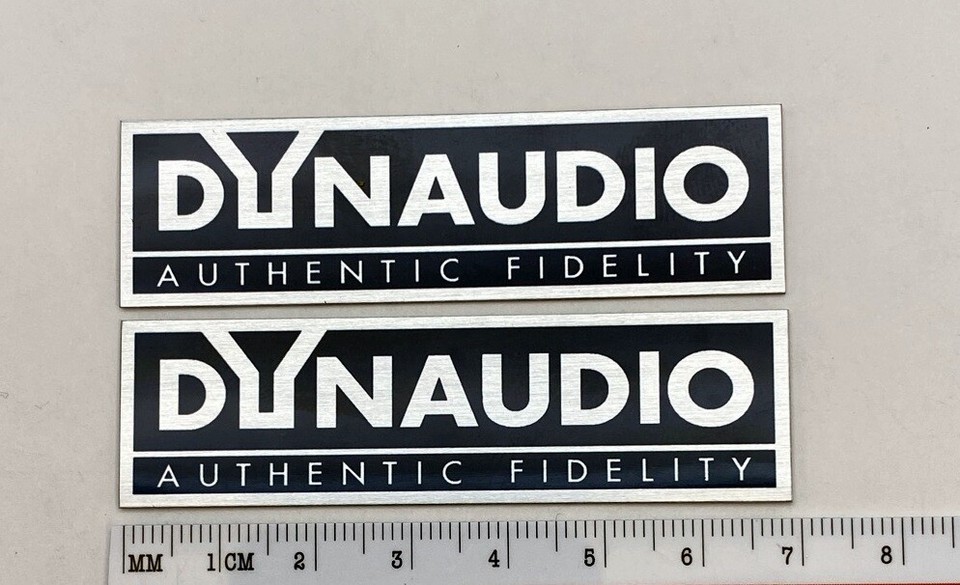 DYNAUDIO
AUTHENTIC FIDELITY
DYNAUDIO
AUTHENTIC FIDELITY
MM 1 CM 2 3 4 5 6 7 8